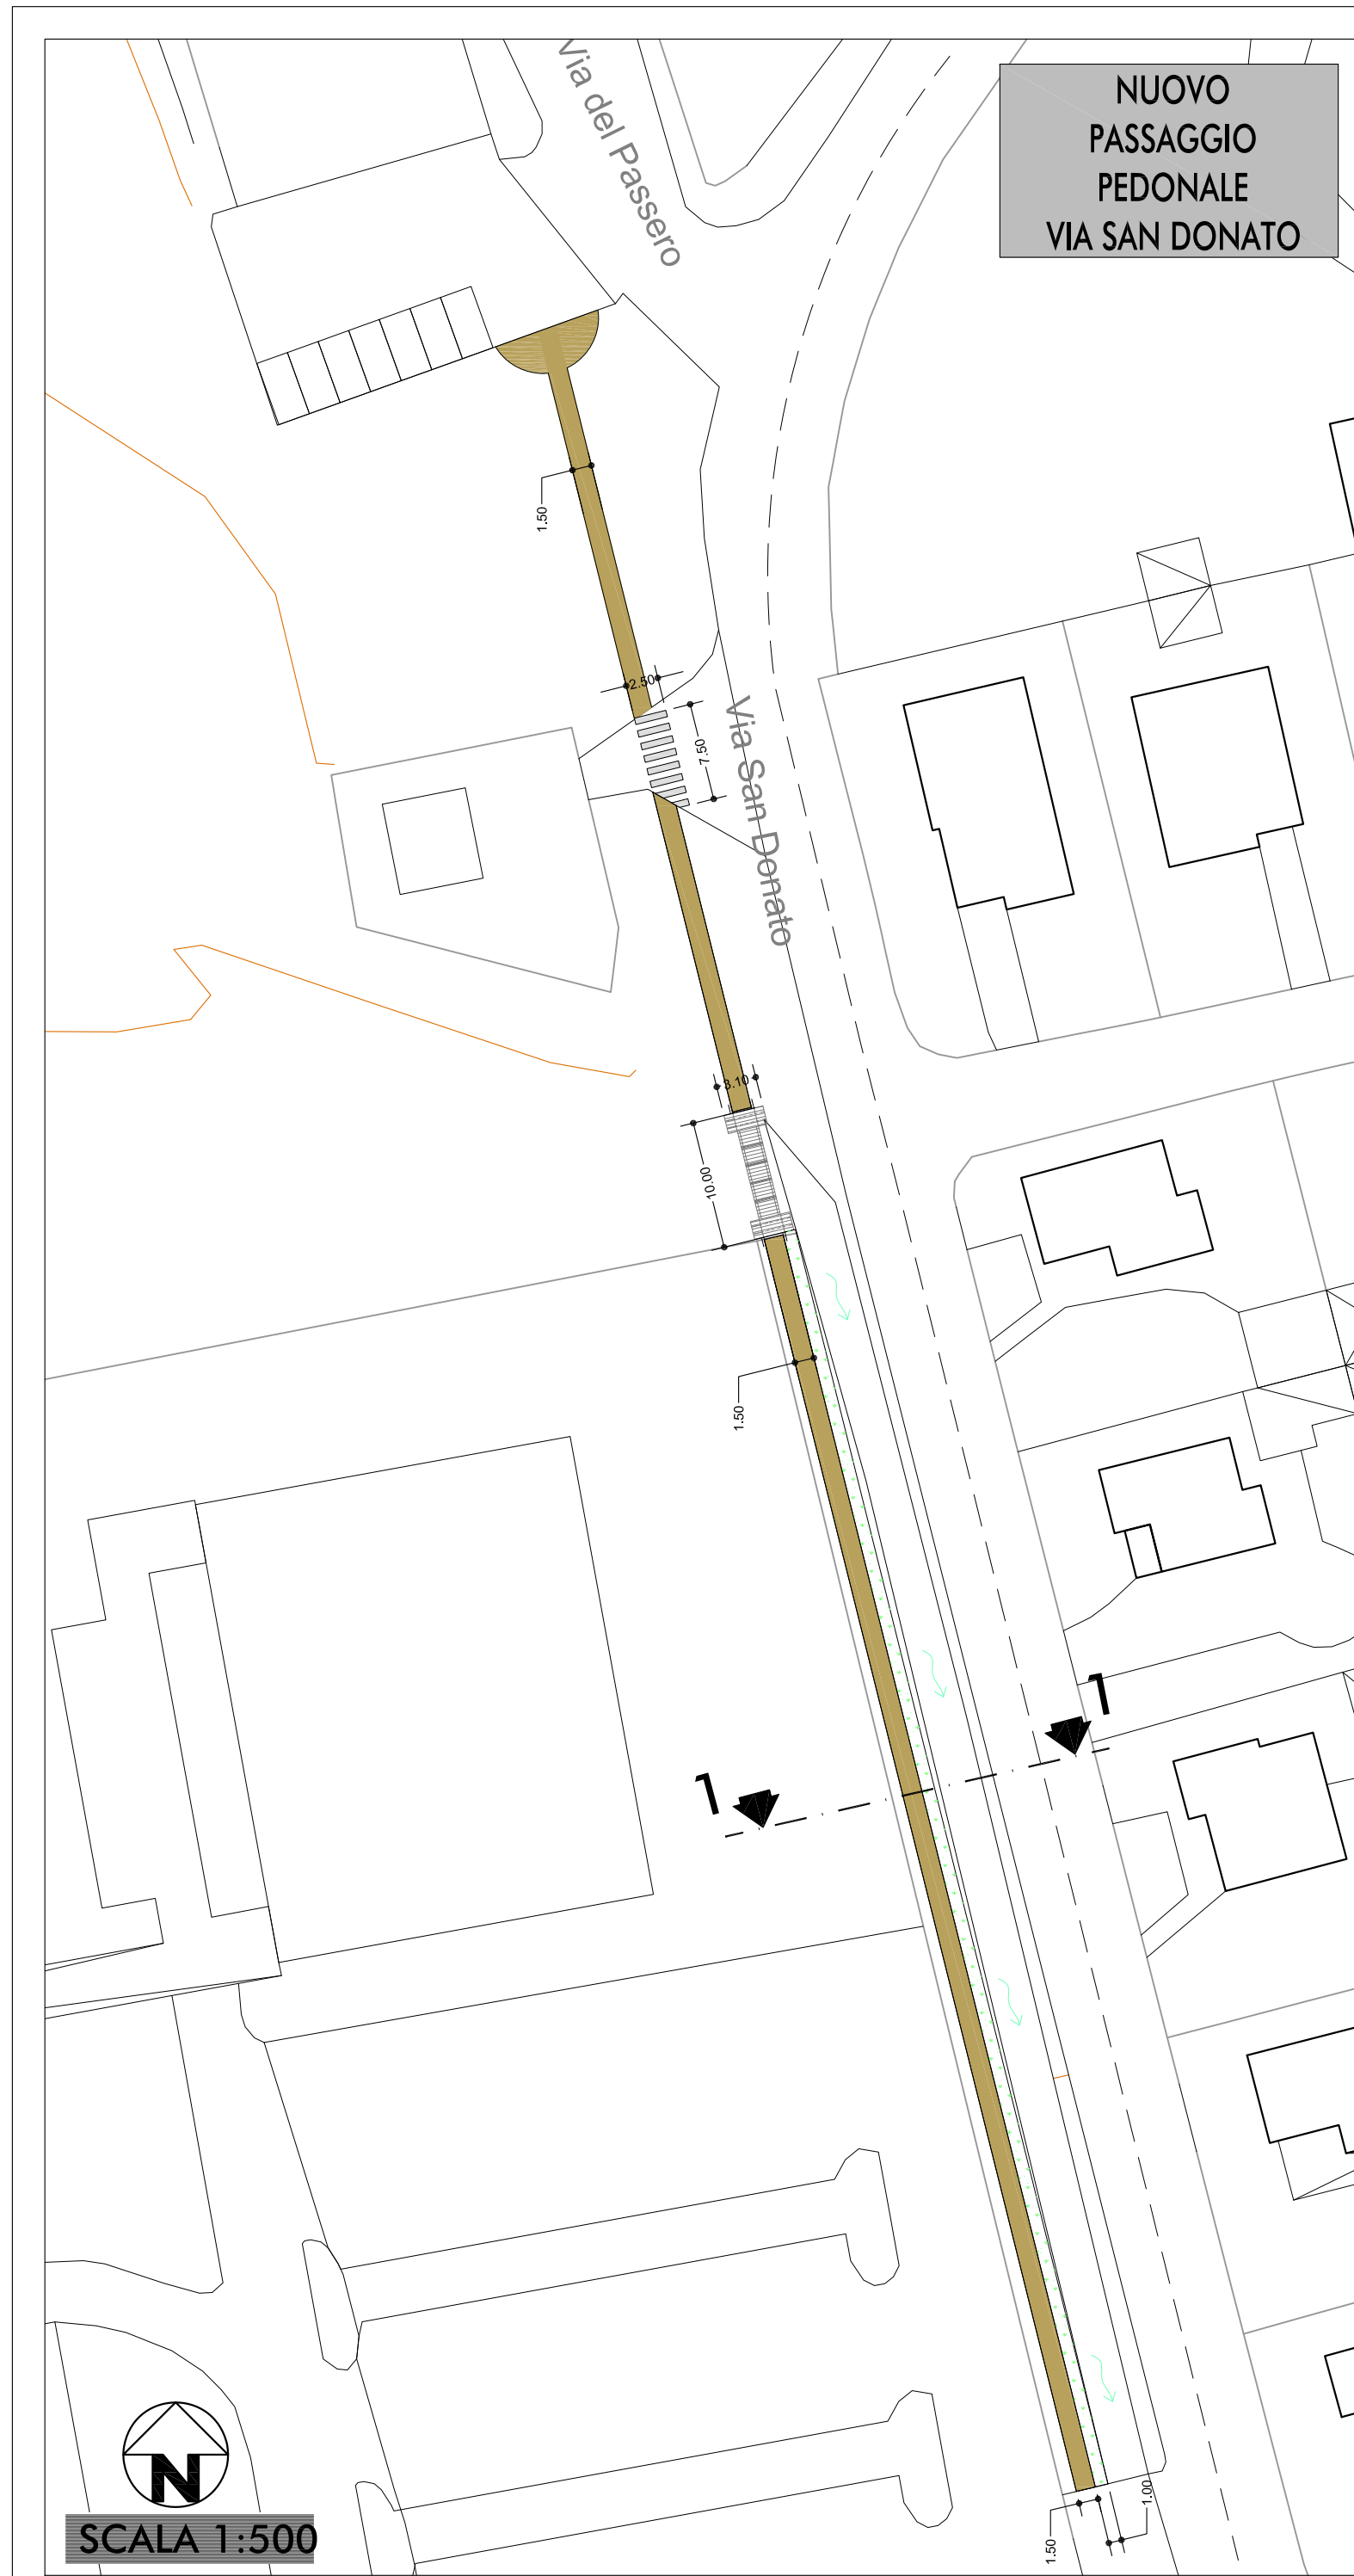 Via del Passero
NUOVO
PASSAGGIO
PEDONALE
VIA SAN DONATO
1.50
2.50
7.50
Via San Donato
3.10
10.00
1.50
1
1
N
SCALA 1:500
1.50
1.00